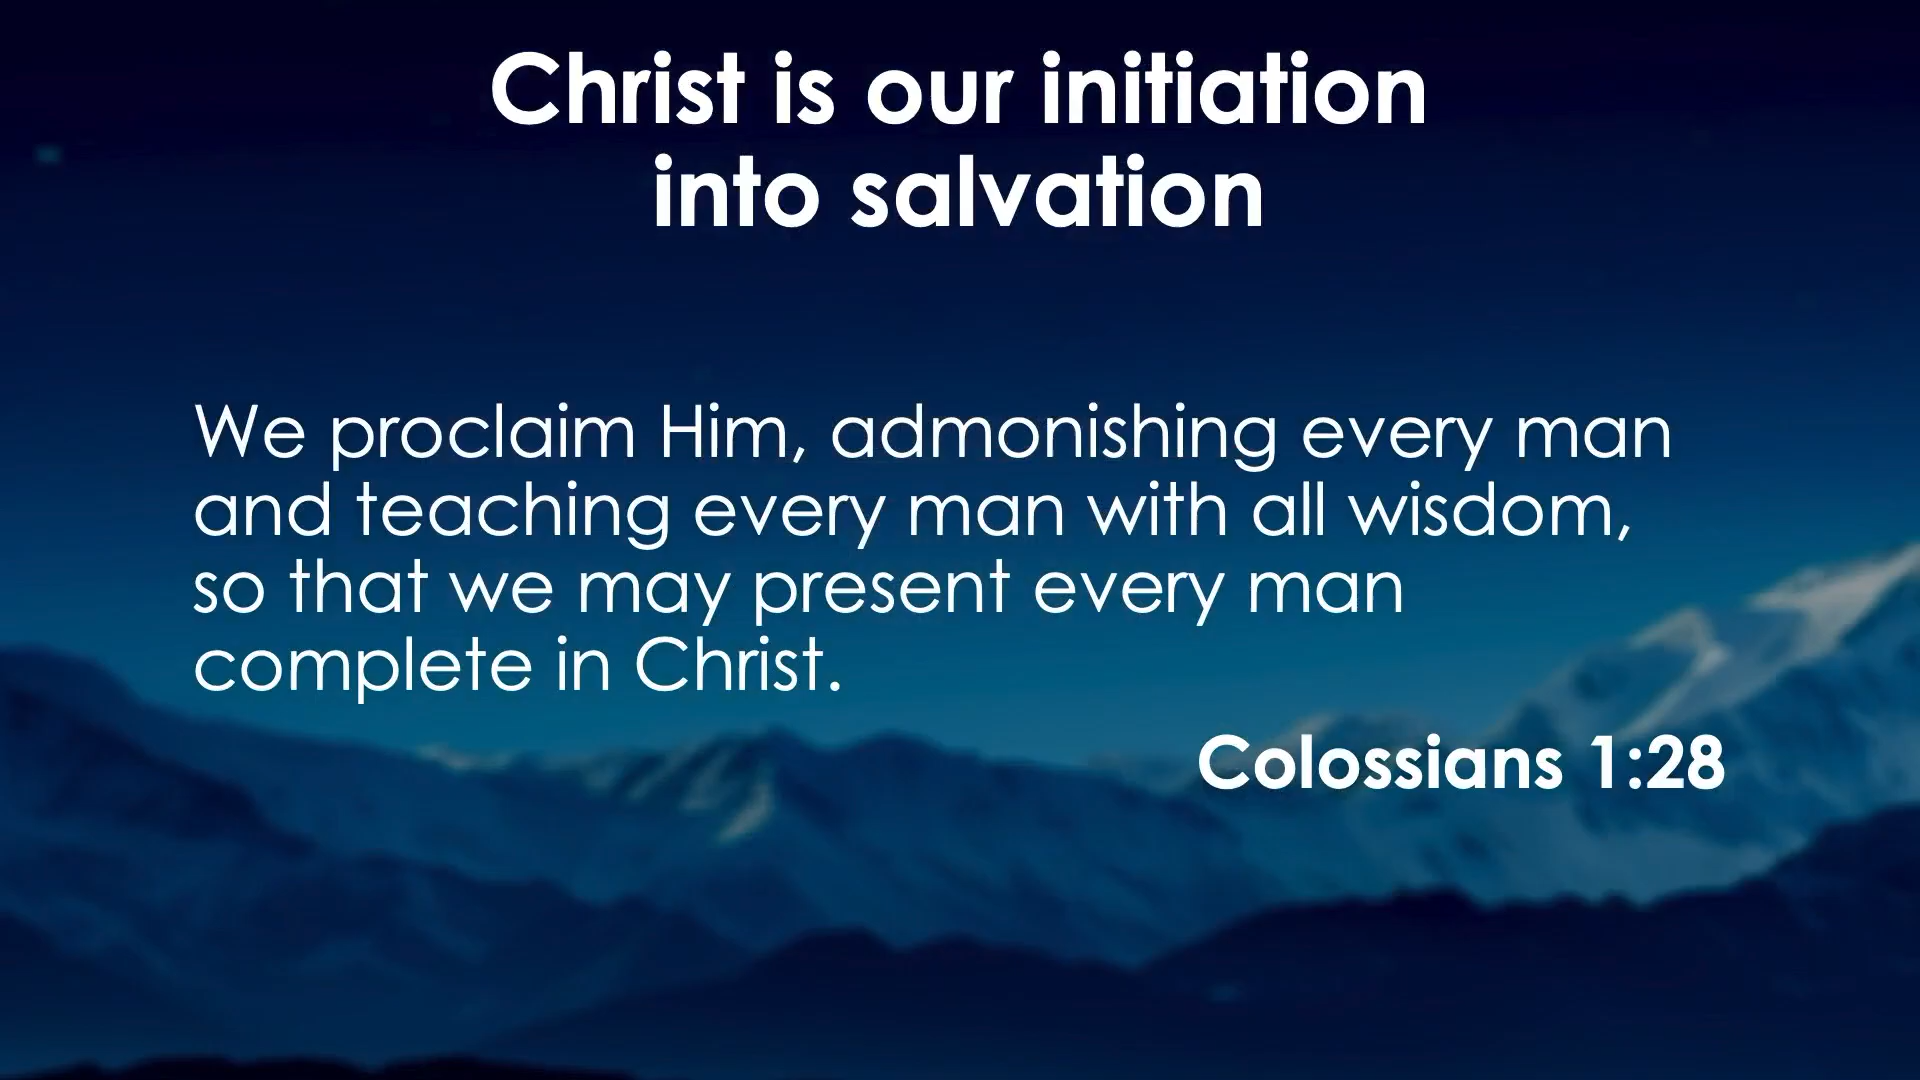 Christ is our initiation
into salvation
We proclaim Him, admonishing every man
and teaching every man with all wisdom,
so that we may present every man
complete in Christ.
Colossians 1:28